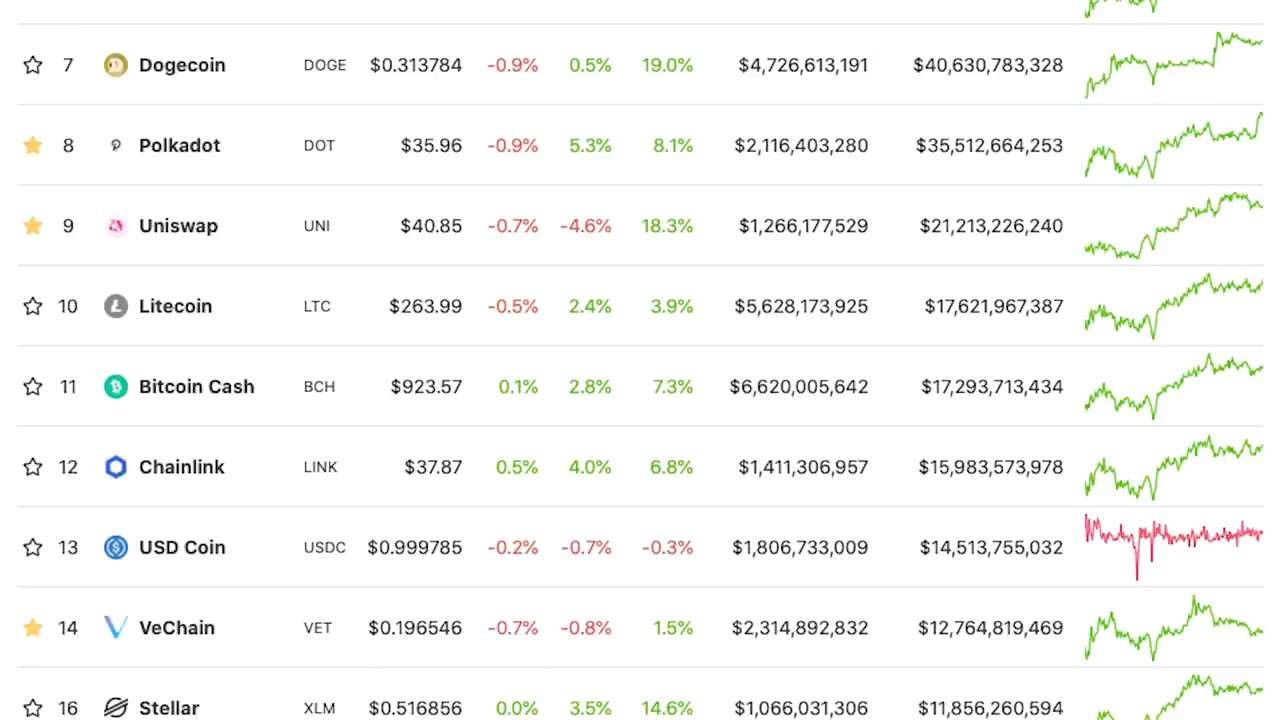 7 Dogecoin DOGE $0.313784 -0.9% 0.5% 19.0% $4,726,613,191 $40,630,783,328
8 Polkadot DOT $35.96 -0.9% 5.3% 8.1% $2,116,403,280 $35,512,664,253
9 Uniswap UNI $40.85 -0.7% -4.6% 18.3% $1,266,177,529 $21,213,226,240
10 Litecoin LTC $263.99 -0.5% 2.4% 3.9% $5,628,173,925 $17,621,967,387
11 Bitcoin Cash BCH $923.57 0.1% 2.8% 7.3% $6,620,005,642 $17,293,713,434
12 Chainlink LINK $37.87 0.5% 4.0% 6.8% $1,411,306,957 $15,983,573,978
13 USD Coin USDC $0.999785 -0.2% -0.7% -0.3% $1,806,733,009 $14,513,755,032
14 VeChain VET $0.196546 -0.7% -0.8% 1.5% $2,314,892,832 $12,764,819,469
16 Stellar XLM $0.516856 0.0% 3.5% 14.6% $1,066,031,306 $11,856,260,594